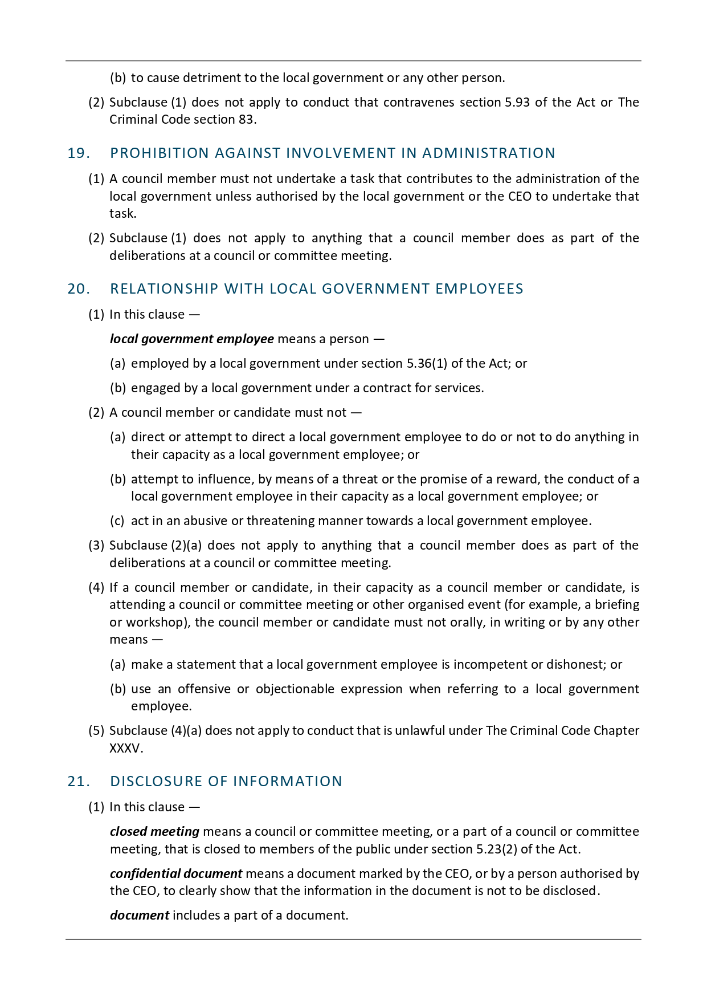 (b) to cause detriment to the local government or any other person.
(2) Subclause (1) does not apply to conduct that contravenes section 5.93 of the Act or The
Criminal Code section 83.
19. PROHIBITION AGAINST INVOLVEMENT IN ADMINISTRATION
(1) A council member must not undertake a task that contributes to the administration of the
local government unless authorised by the local government or the CEO to undertake that
task.
(2) Subclause (1) does not apply to anything that a council member does as part of the
deliberations at a council or committee meeting.
20. RELATIONSHIP WITH LOCAL GOVERNMENT EMPLOYEES
(1) In this clause —
local government employee means a person —
(a) employed by a local government under section 5.36(1) of the Act; or
(b) engaged by a local government under a contract for services.
(2) A council member or candidate must not —
(a) direct or attempt to direct a local government employee to do or not to do anything in
their capacity as a local government employee; or
(b) attempt to influence, by means of a threat or the promise of a reward, the conduct of a
local government employee in their capacity as a local government employee; or
(c) act in an abusive or threatening manner towards a local government employee.
(3) Subclause (2)(a) does not apply to anything that a council member does as part of the
deliberations at a council or committee meeting.
(4) If a council member or candidate, in their capacity as a council member or candidate, is
attending a council or committee meeting or other organised event (for example, a briefing
or workshop), the council member or candidate must not orally, in writing or by any other
means —
(a) make a statement that a local government employee is incompetent or dishonest; or
(b) use an offensive or objectionable expression when referring to a local government
employee.
(5) Subclause (4)(a) does not apply to conduct that is unlawful under The Criminal Code Chapter
XXXV.
21. DISCLOSURE OF INFORMATION
(1) In this clause —
closed meeting means a council or committee meeting, or a part of a council or committee
meeting, that is closed to members of the public under section 5.23(2) of the Act.
confidential document means a document marked by the CEO, or by a person authorised by
the CEO, to clearly show that the information in the document is not to be disclosed.
document includes a part of a document.